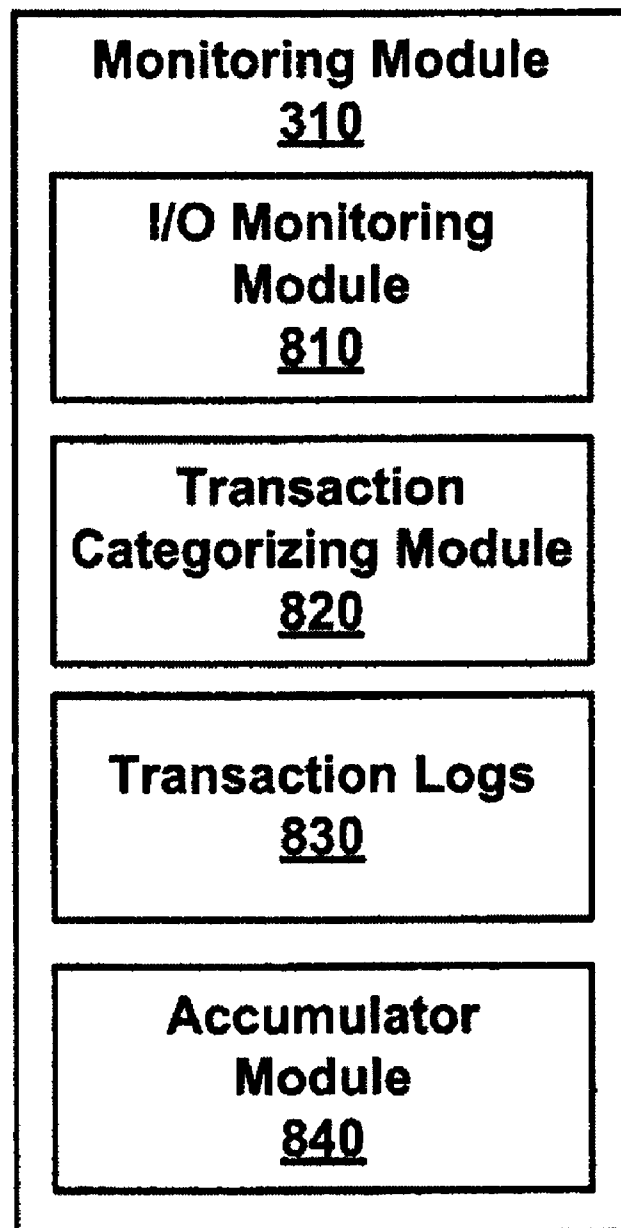 Monitoring Module
310
I/O Monitoring
Module
810
Transaction
Categorizing Module
820
Transaction Logs
830
Accumulator
Module
840